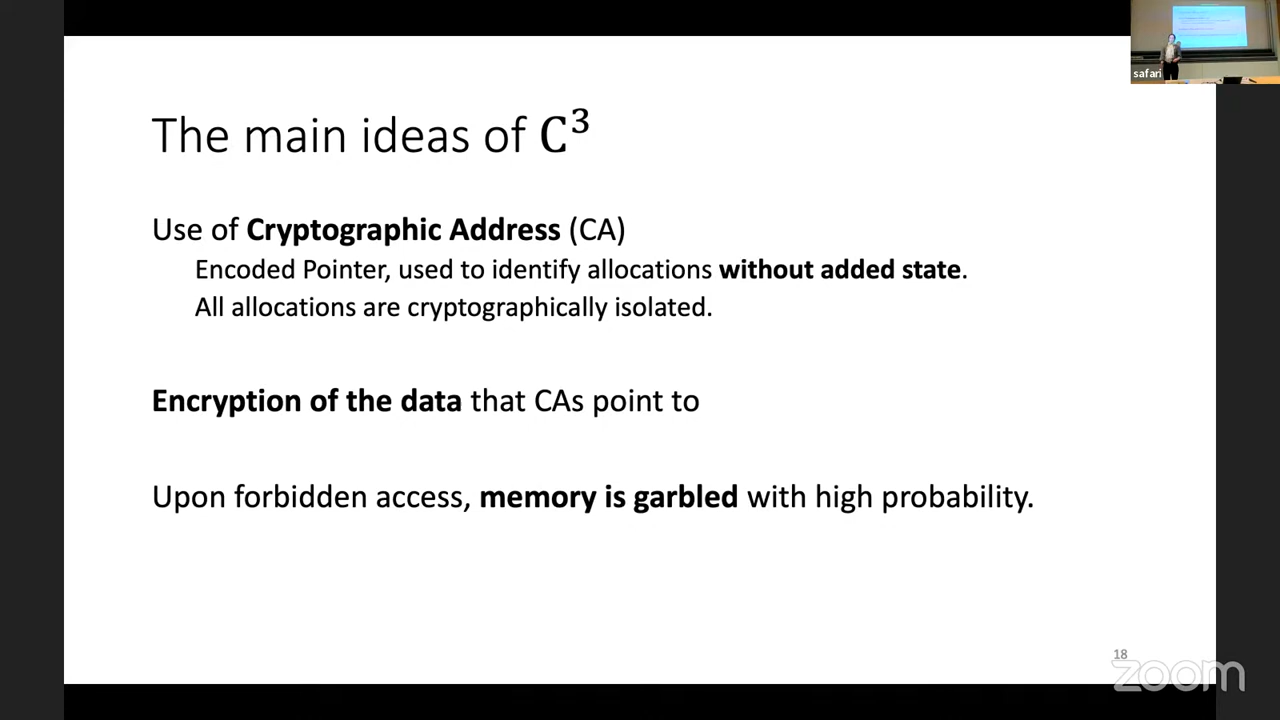 safari
The main ideas of C³
Use of Cryptographic Address (CA)
Encoded Pointer, used to identify allocations without added state.
All allocations are cryptographically isolated.
Encryption of the data that CAs point to
Upon forbidden access, memory is garbled with high probability.
18
zoom